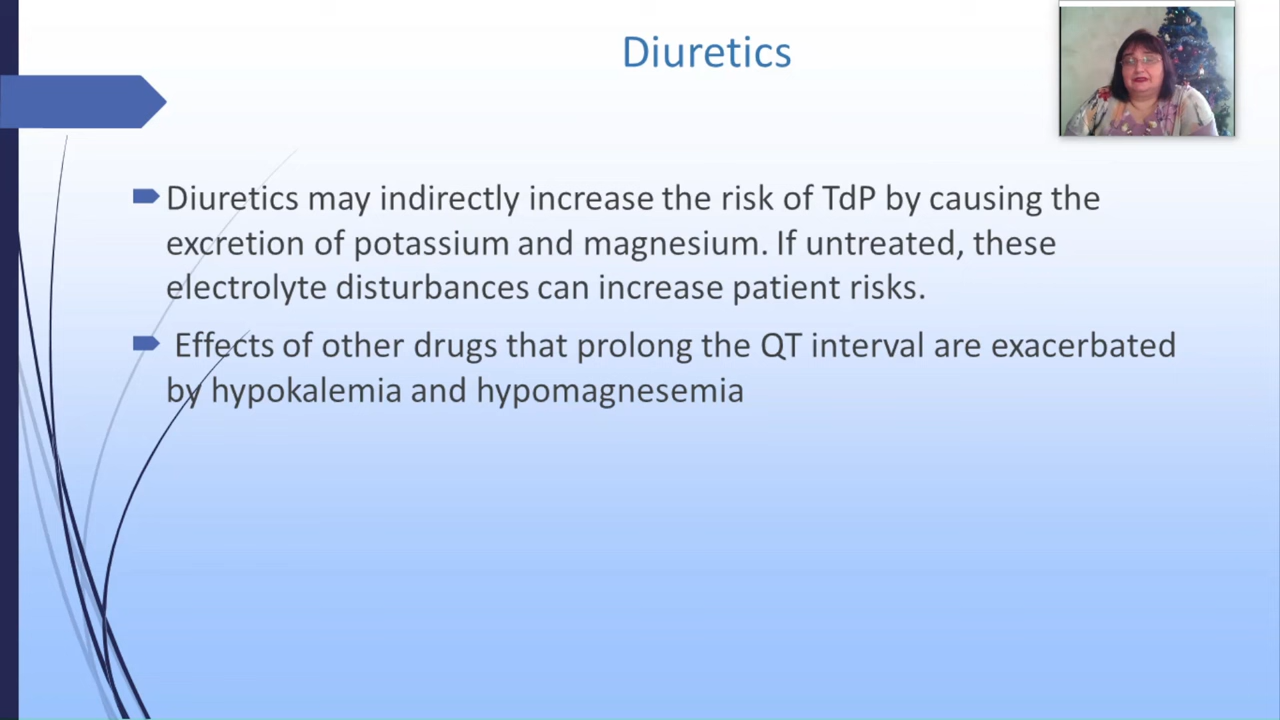 Diuretics
Diuretics may indirectly increase the risk of TdP by causing the
excretion of potassium and magnesium. If untreated, these
electrolyte disturbances can increase patient risks.
Effects of other drugs that prolong the QT interval are exacerbated
by hypokalemia and hypomagnesemia